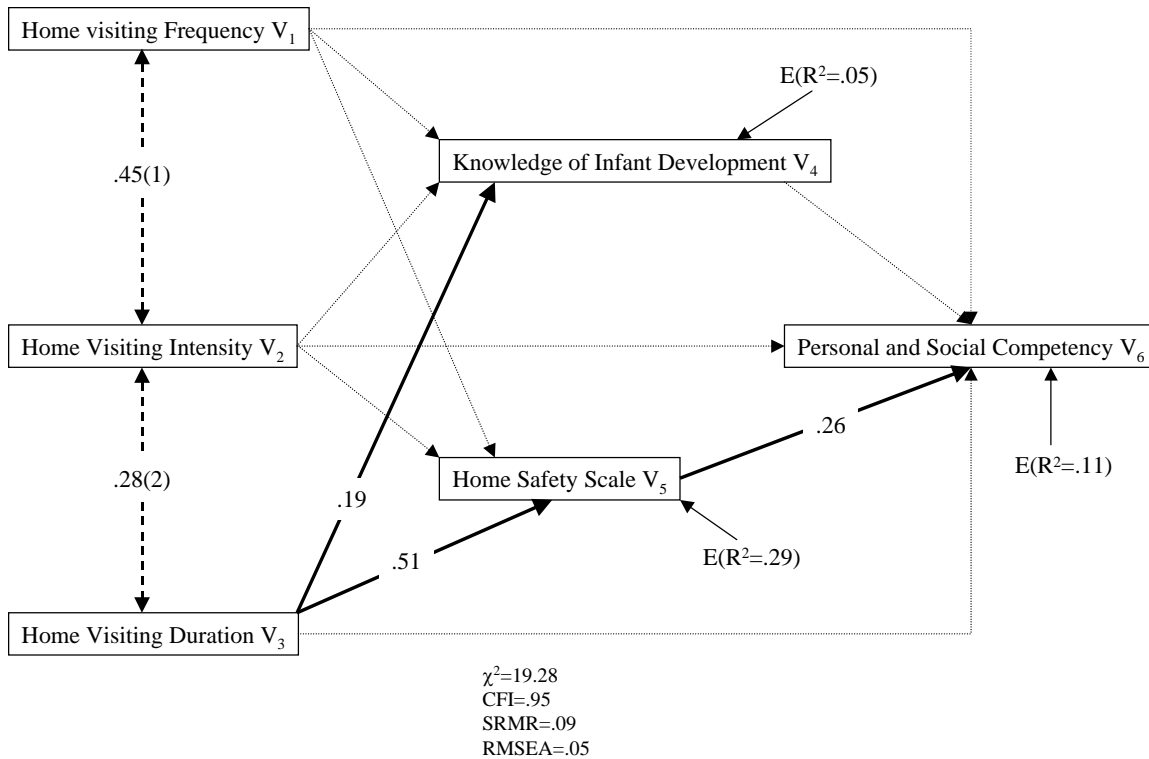 Home visiting Frequency V₁
E(R²=.05)
Knowledge of Infant Development V₄
.45(1)
Home Visiting Intensity V₂
Personal and Social Competency V₆
.26
Home Safety Scale V₅
E(R²=.11)
.28(2)
.19
E(R²=.29)
.51
Home Visiting Duration V₃
χ²=19.28
CFI=.95
SRMR=.09
RMSEA=.05